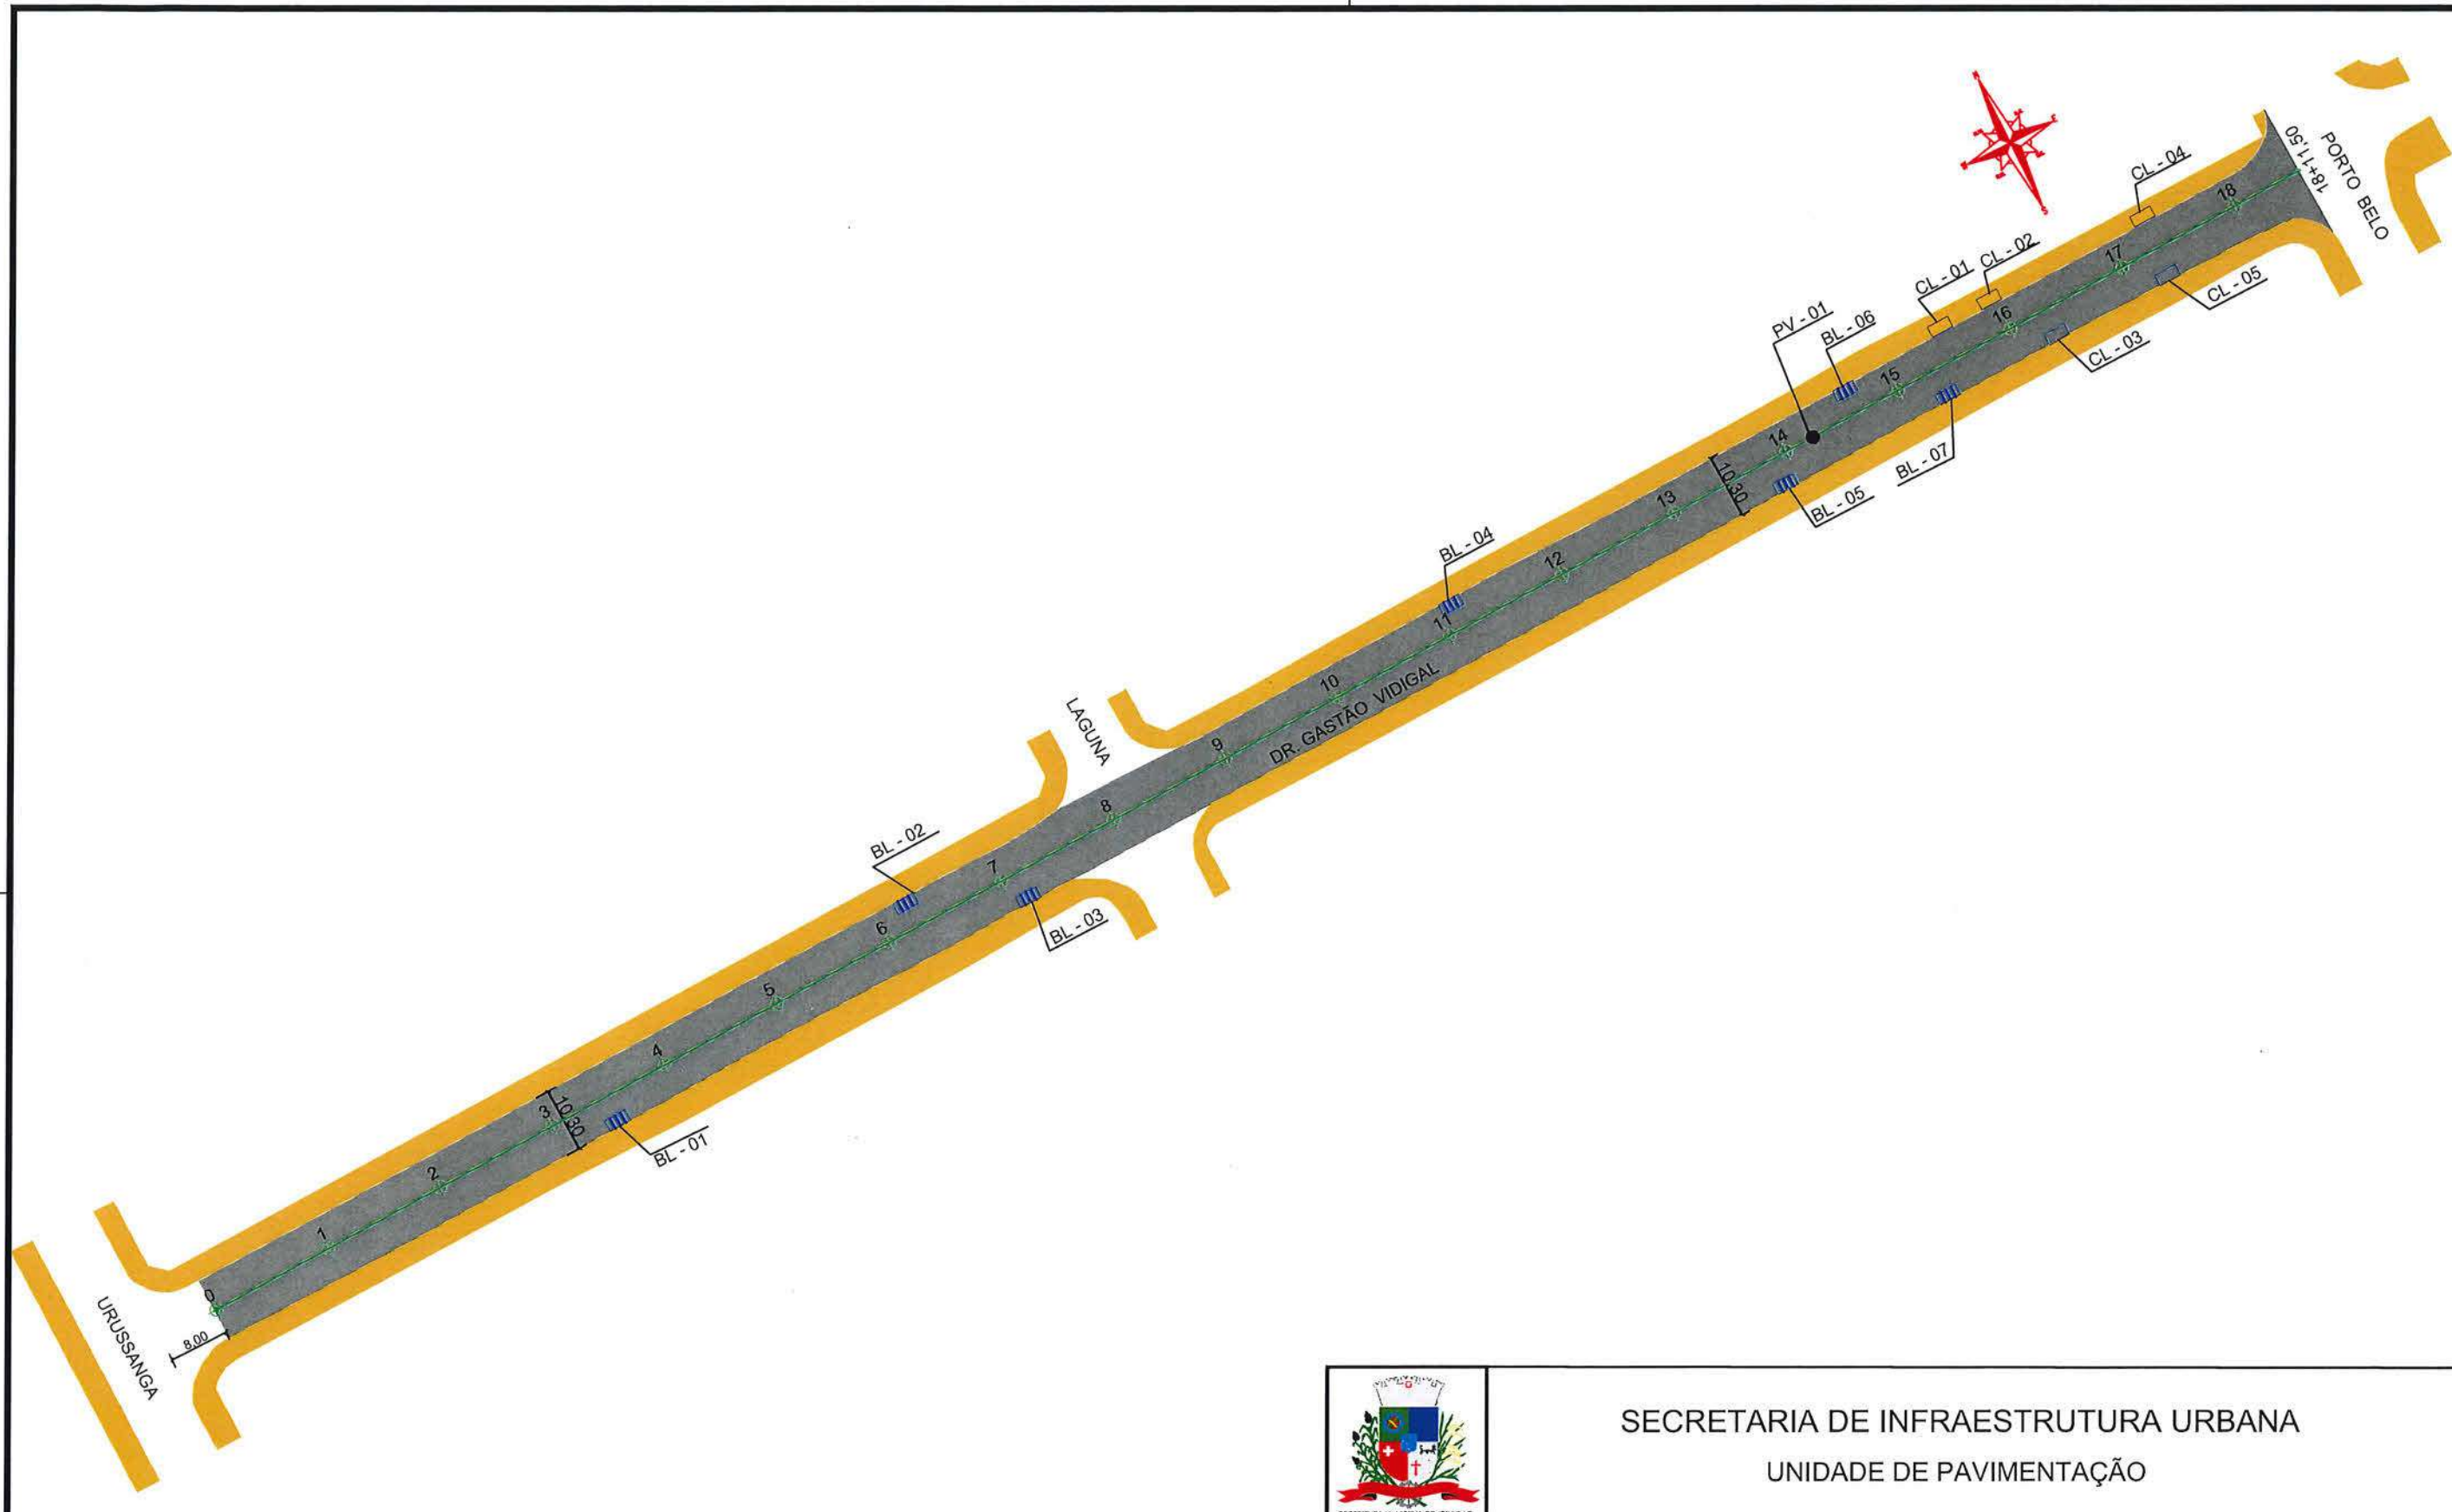 PORTO BELO
18+11,50
CL - 04
18
17
CL - 02
CL - 01
CL - 05
16
PV - 01
BL - 06
CL - 03
15
14
BL - 07
10,30
BL - 05
13
BL - 04
12
11
10
DR. GASTÃO VIDIGAL
LAGUNA
9
8
BL - 02
7
BL - 03
6
5
4
3
10,30
BL - 01
2
1
0
8,00
URUSSANGA
SECRETARIA DE INFRAESTRUTURA URBANA
UNIDADE DE PAVIMENTAÇÃO